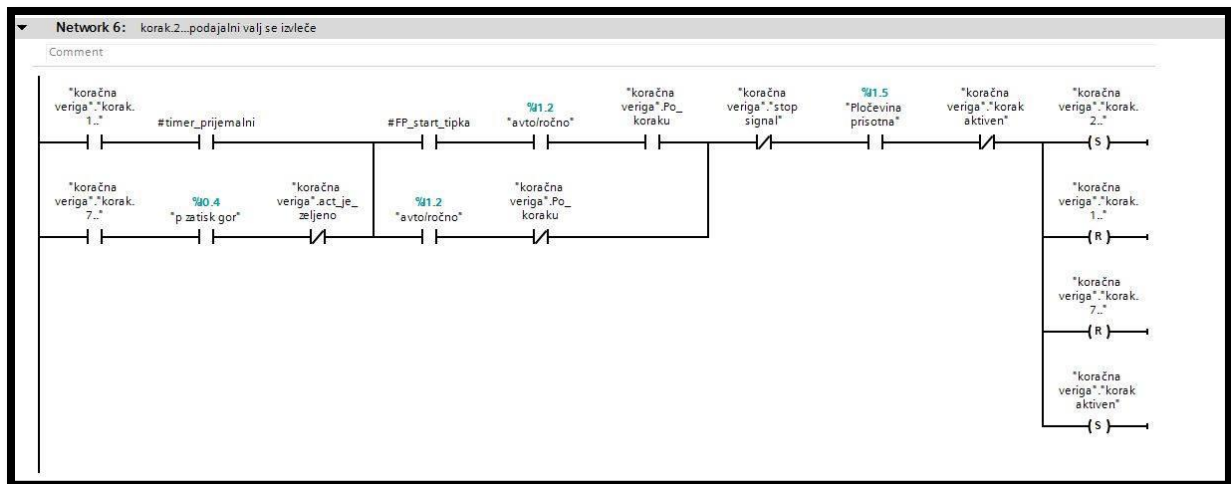 Network 6: korak.2...podajalni valj se izvleče
Comment
"koračna
veriga"."korak.
1.."
#timer_prijemalni
#FP_start_tipka
%I1.2
"avto/ročno"
"koračna
veriga".Po_
koraku
"koračna
veriga"."stop
signal"
%I1.5
"Pločevina
prisotna"
"koračna
veriga"."korak
aktiven"
"koračna
veriga"."korak.
2.."
S
"koračna
veriga"."korak.
7.."
%I0.4
"p zatisk gor"
"koračna
veriga".act_je_
zeljeno
%I1.2
"avto/ročno"
"koračna
veriga".Po_
koraku
"koračna
veriga"."korak.
1.."
R
"koračna
veriga"."korak.
7.."
R
"koračna
veriga"."korak
aktiven"
S